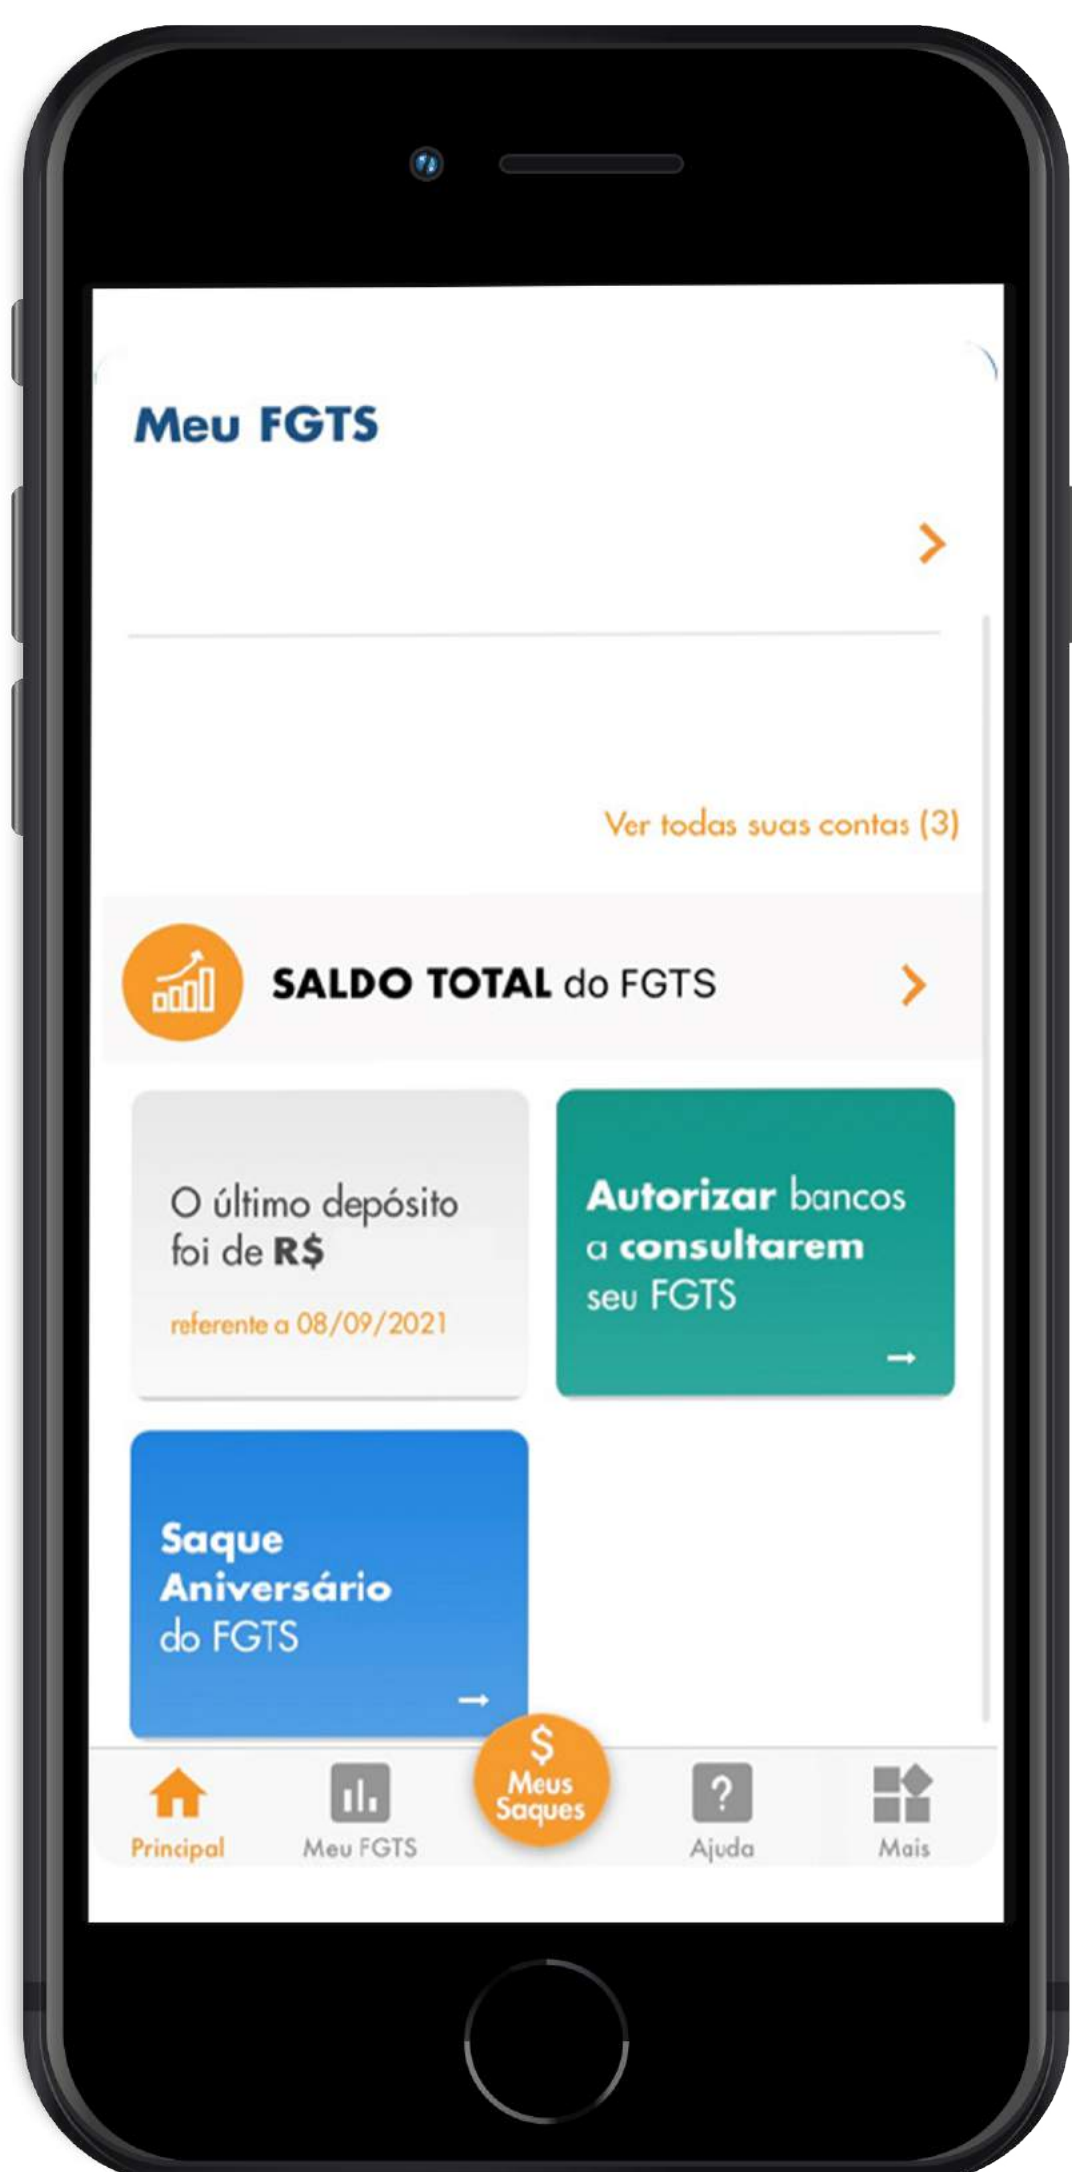 Meu FGTS
Ver todas suas contas (3)
SALDO TOTAL do FGTS
O último depósito
foi de R$
referente a 08/09/2021
Autorizar bancos
a consultarem
seu FGTS
Saque
Aniversário
do FGTS
Principal
Meu FGTS
$
Meus
Saques
?
Ajuda
Mais